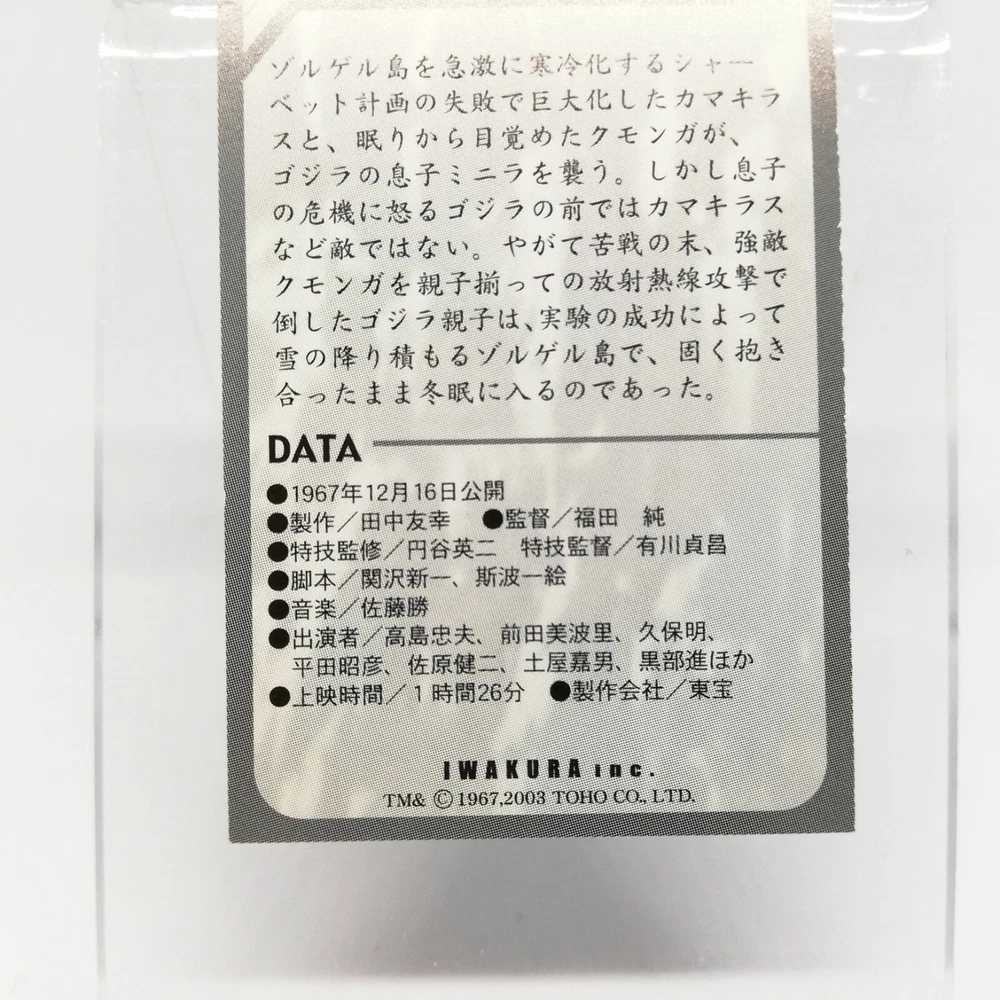 ゾルゲル島を急激に寒冷化するシャー
ベット計画の失敗で巨大化したカマキラ
スと、眠りから目覚めたクモンガが、
ゴジラの息子ミニラを襲う。しかし息子
の危機に怒るゴジラの前ではカマキラス
など敵ではない。やがて苦戦の末、強敵
クモンガを親子揃っての放射熱線攻撃で
倒したゴジラ親子は、実験の成功によって
雪の降り積もるゾルゲル島で、固く抱き
合ったまま冬眠に入るのであった。
DATA
●1967年12月16日公開
●製作／田中友幸 ●監督／福田 純
●特技監修／円谷英二 特技監督／有川貞昌
●脚本／関沢新一、斯波一絵
●音楽／佐藤勝
●出演者／高島忠夫、前田美波里、久保明、
平田昭彦、佐原健二、土屋嘉男、黒部進ほか
●上映時間／1時間26分 ●製作会社／東宝
IWAKURA inc.
TM& ©1967,2003 TOHO CO., LTD.